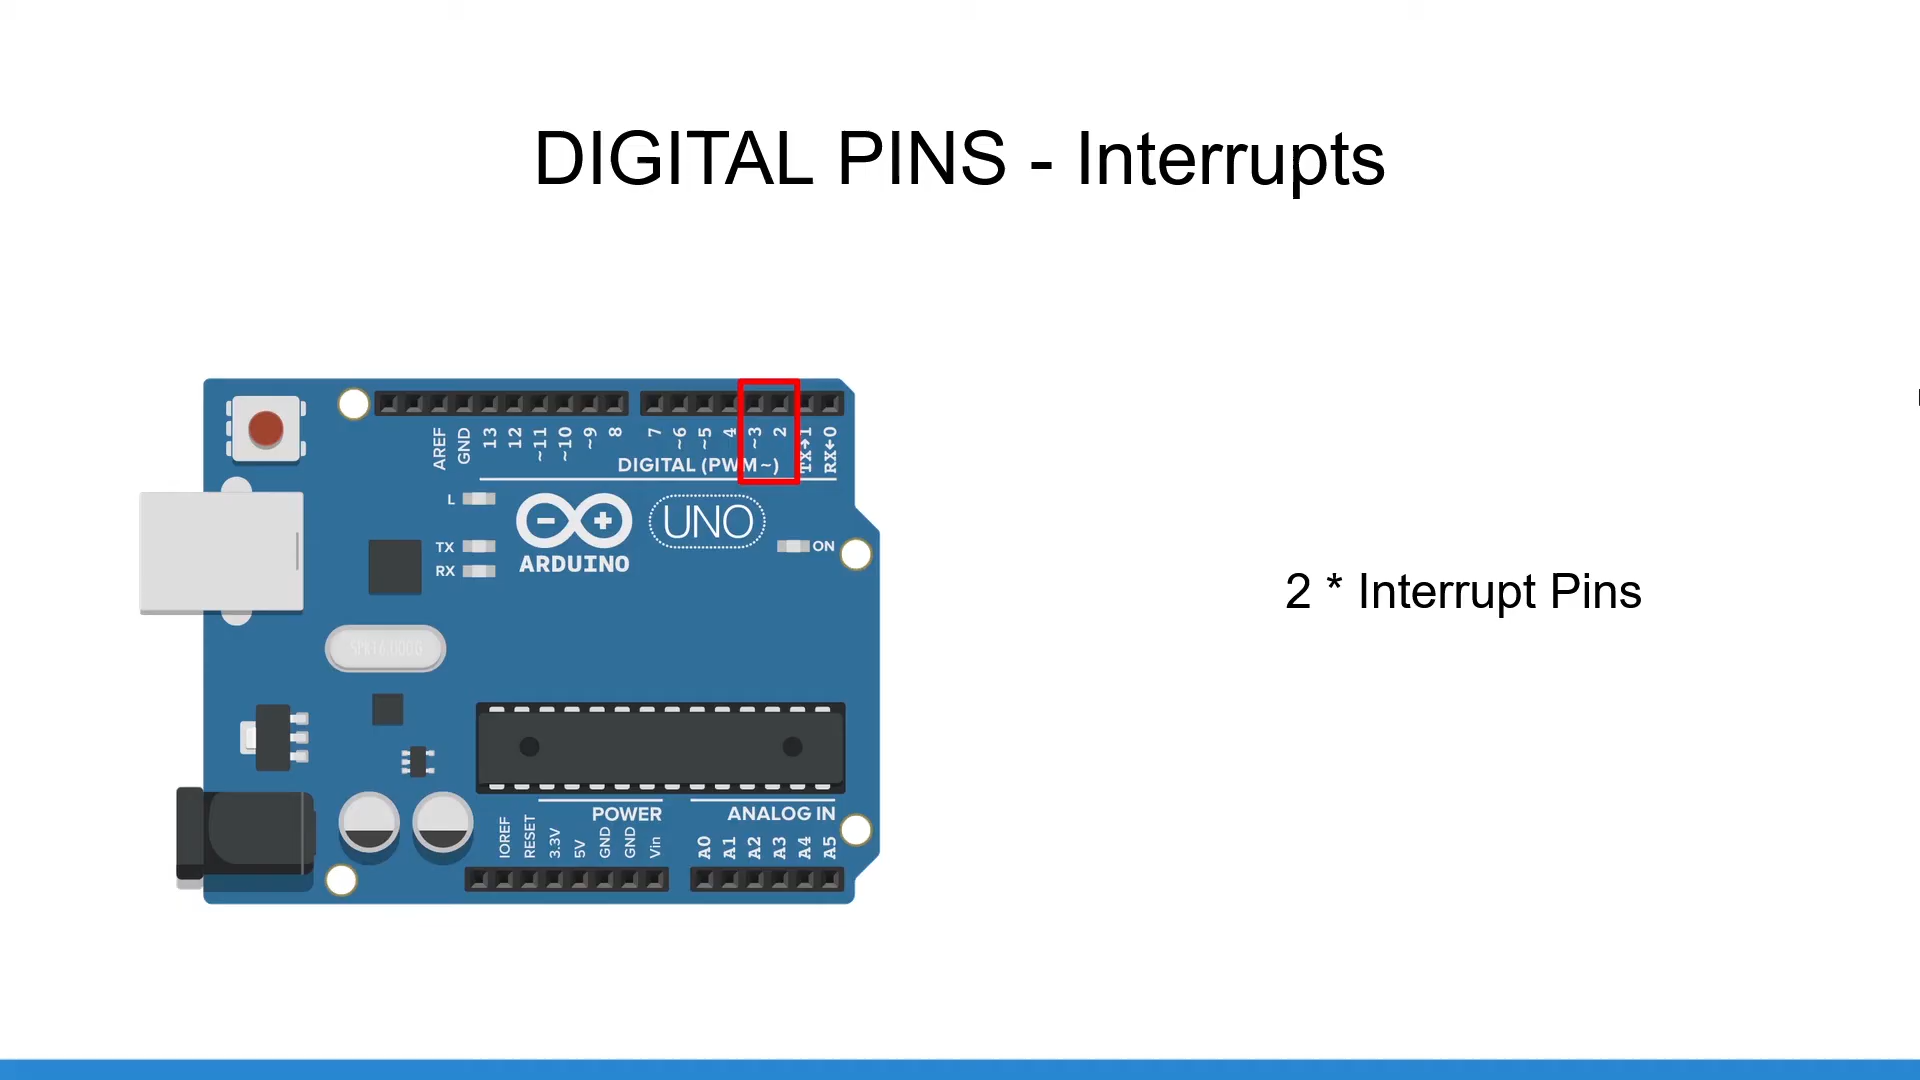 DIGITAL PINS - Interrupts
AREF
GND
13
12
~11
~10
~9
8
7
~6
~5
4
~3
2
TX→1
RX←0
DIGITAL (PWM~)
L
TX
RX
ARDUINO
UNO
ON
2 * Interrupt Pins
SPK16.000G
POWER
ANALOG IN
IOREF
RESET
3.3V
5V
GND
GND
Vin
A0
A1
A2
A3
A4
A5